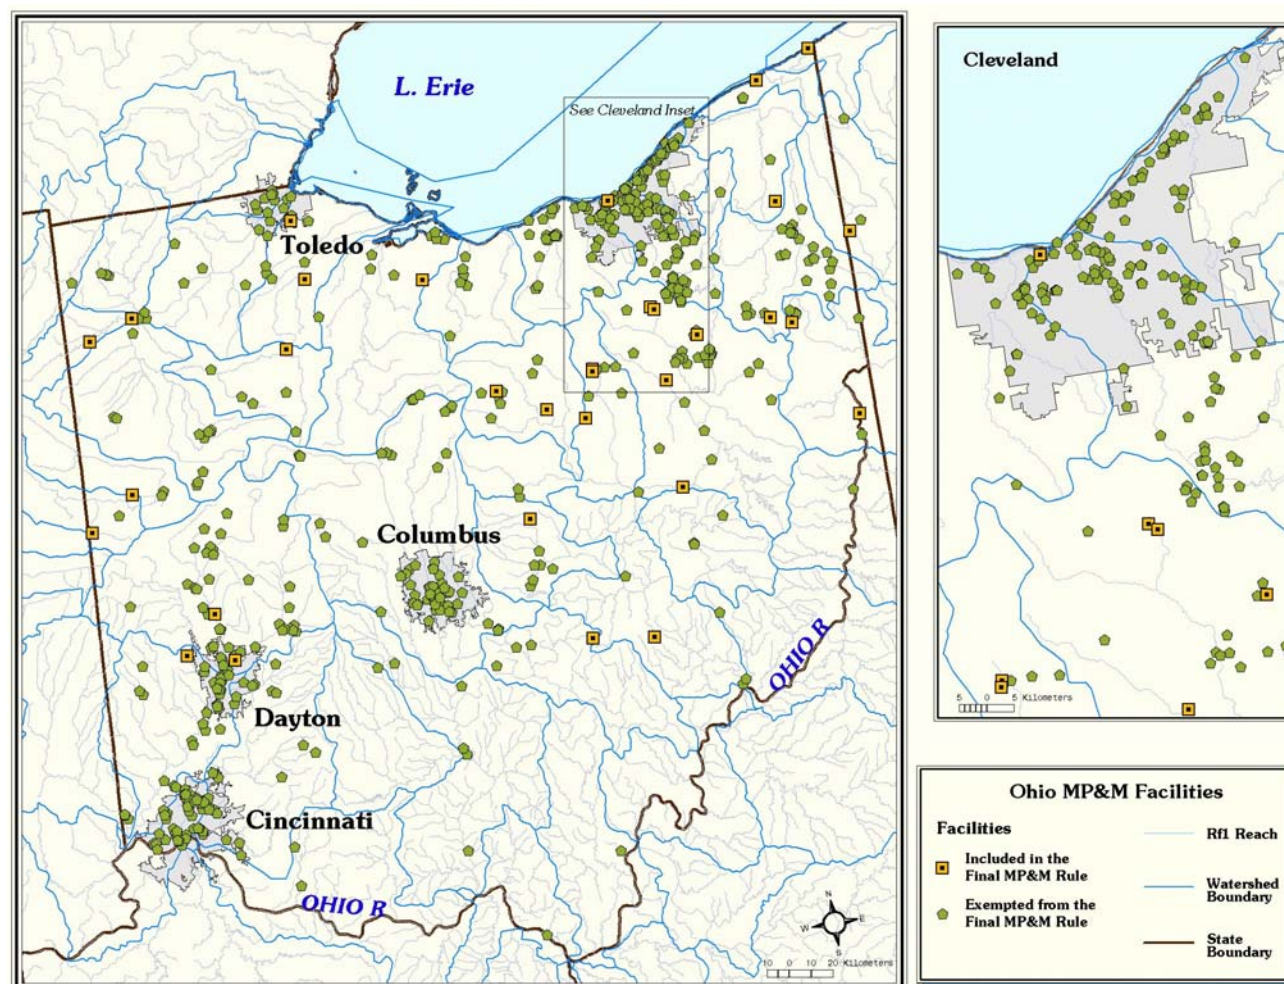 L. Erie
See Cleveland Inset
Toledo
Columbus
OHIO R
Dayton
Cincinnati
OHIO R
N
W E
S
10 0 10 20 Kilometers
Cleveland
5 0 5 Kilometers
Ohio MP&M Facilities
Facilities
Included in the
Final MP&M Rule
Exempted from the
Final MP&M Rule
Rf1 Reach
Watershed
Boundary
State
Boundary